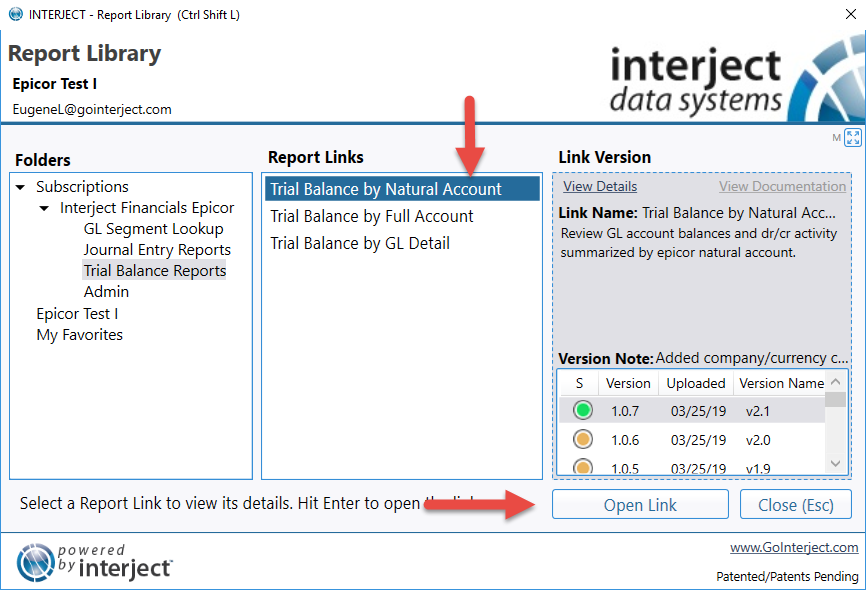 INTERJECT - Report Library (Ctrl Shift L)
Report Library
Epicor Test I
EugeneL@gointerject.com
interject
data systems
M
Folders
Subscriptions
Interject Financials Epicor
GL Segment Lookup
Journal Entry Reports
Trial Balance Reports
Admin
Epicor Test I
My Favorites
Report Links
Trial Balance by Natural Account
Trial Balance by Full Account
Trial Balance by GL Detail
Link Version
View Details View Documentation
Link Name: Trial Balance by Natural Acc...
Review GL account balances and dr/cr activity
summarized by epicor natural account.
Version Note: Added company/currency c...
S Version Uploaded Version Name
1.0.7 03/25/19 v2.1
1.0.6 03/25/19 v2.0
1.0.5 03/25/19 v1.9
Select a Report Link to view its details. Hit Enter to open
Open Link Close (Esc)
powered
by interject™
www.GoInterject.com
Patented/Patents Pending